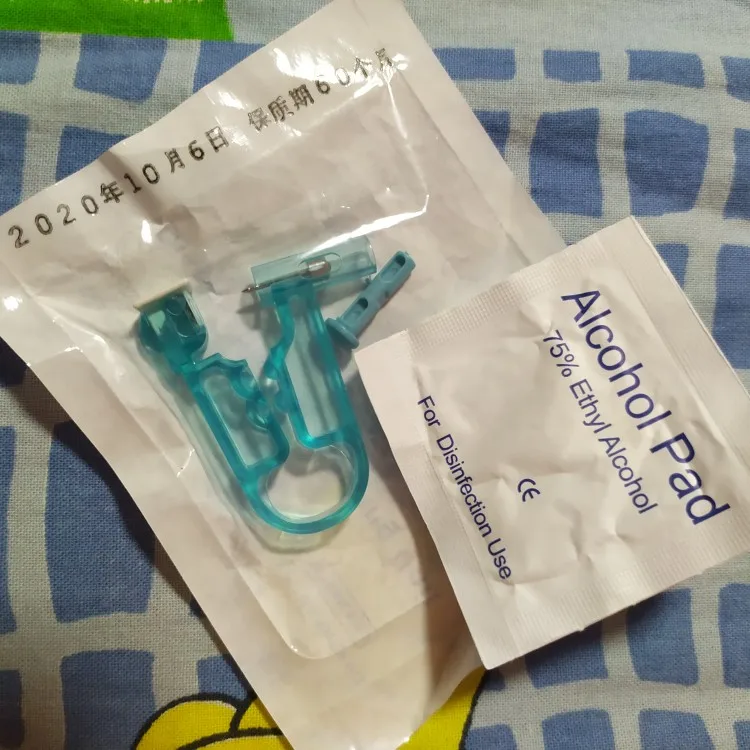 2020年10月6日 保质期60个月
Alcohol Pad
75% Ethyl Alcohol
CE
For Disinfection Use